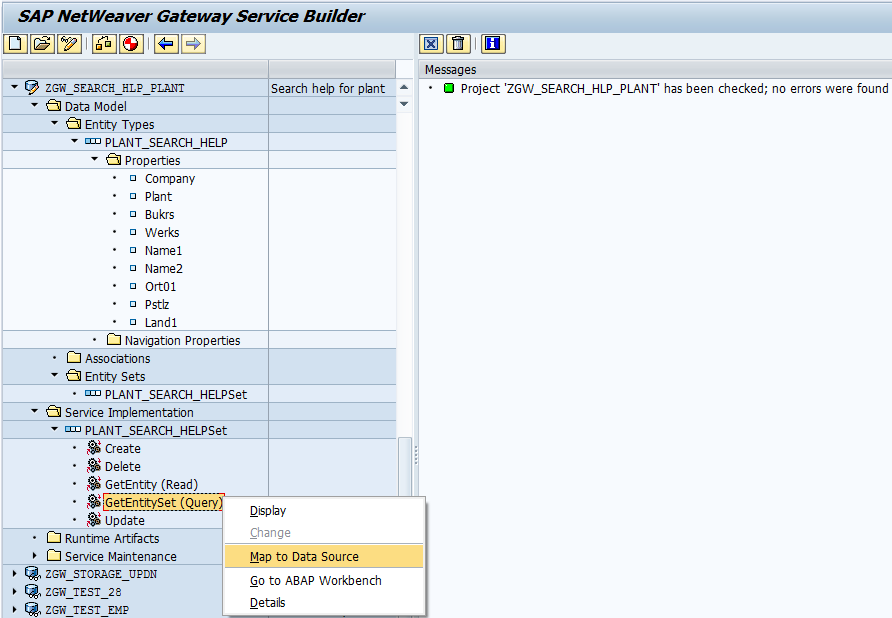 SAP NetWeaver Gateway Service Builder
Messages
ZGW_SEARCH_HLP_PLANT Search help for plant
Project 'ZGW_SEARCH_HLP_PLANT' has been checked; no errors were found
Data Model
Entity Types
PLANT_SEARCH_HELP
Properties
Company
Plant
Bukrs
Werks
Name1
Name2
Ort01
Pstlz
Land1
Navigation Properties
Associations
Entity Sets
PLANT_SEARCH_HELPSet
Service Implementation
PLANT_SEARCH_HELPSet
Create
Delete
GetEntity (Read)
GetEntitySet (Query)
Update
Runtime Artifacts
Service Maintenance
ZGW_STORAGE_UPDN
ZGW_TEST_28
ZGW_TEST_EMP
Display
Change
Map to Data Source
Go to ABAP Workbench
Details